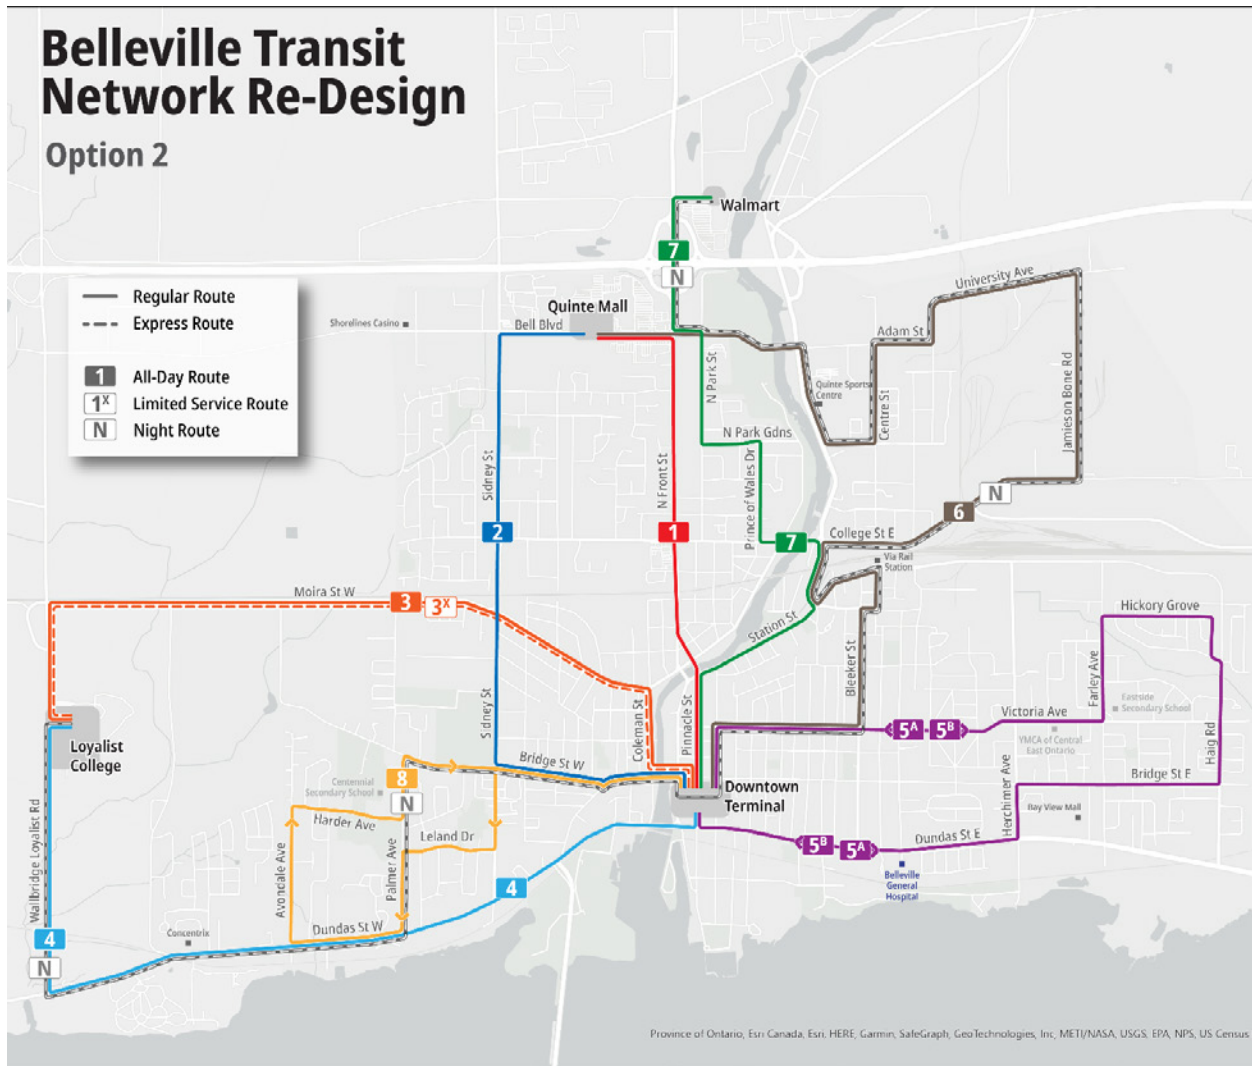 Belleville Transit
Network Re-Design
Option 2
Walmart
7
N
University Ave
Regular Route
Express Route
Quinte Mall
Shorelines Casino
Bell Blvd
Adam St
1
All-Day Route
1X
Limited Service Route
N
Night Route
N Park St
Quinte Sports
Centre
Centre St
Jamieson Bone Rd
N Park Gdns
Sidney St
N Front St
Prince of Wales Dr
N
6
2
1
7
College St E
Via Rail
Station
Moira St W
3
3X
Hickory Grove
Station St
Bleeker St
Farley Ave
Eastside
Secondary School
Sidney St
Coleman St
Pinnacle St
Victoria Ave
5A
5B
YMCA of Central
East Ontario
Haig Rd
Loyalist
College
Bridge St W
Bridge St E
Centennial
Secondary School
8
N
Downtown
Terminal
Herchimer Ave
Bay View Mall
Harder Ave
Leland Dr
Dundas St E
5B
5A
Wallbridge Loyalist Rd
Avondale Ave
Palmer Ave
Belleville
General
Hospital
4
Dundas St W
Concentrix
4
N
Province of Ontario, Esri Canada, Esri, HERE, Garmin, SafeGraph, GeoTechnologies, Inc, METI/NASA, USGS, EPA, NPS, US Census